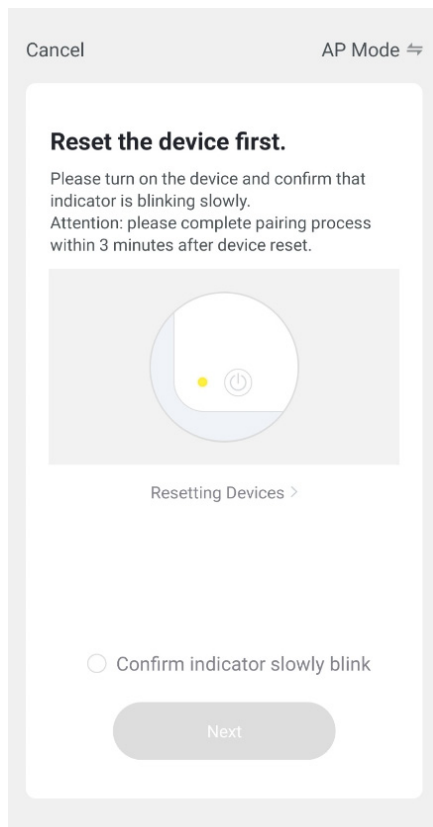 Cancel
AP Mode
Reset the device first.
Please turn on the device and confirm that
indicator is blinking slowly.
Attention: please complete pairing process
within 3 minutes after device reset.
Resetting Devices >
Confirm indicator slowly blink
Next